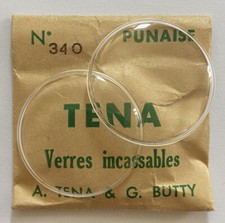 N° 340 PUNAISE
TENA
Verres incassables
A. TENA & G. BUTTY